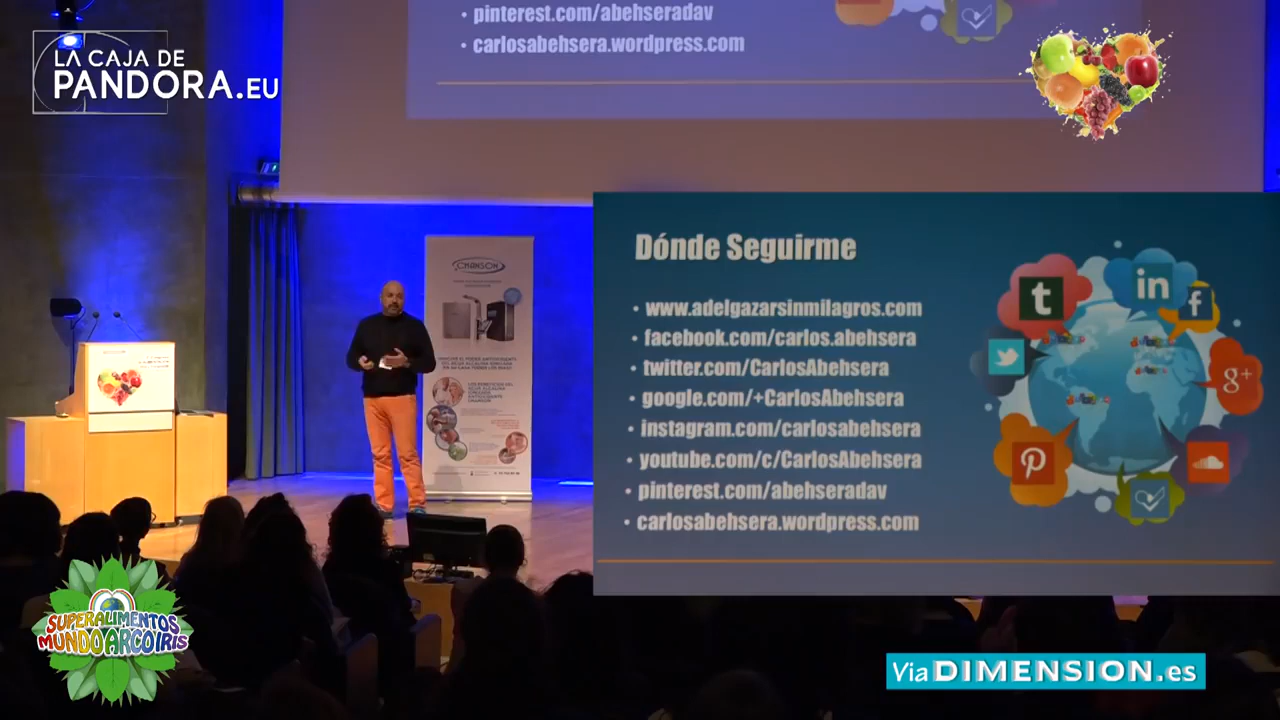 • pinterest.com/abehseradav
• carlosabehsera.wordpress.com
LA CAJA DE
PANDORA.EU
Dónde Seguirme
• www.adelgazarsinmilagros.com
• facebook.com/carlos.abehsera
• twitter.com/CarlosAbehsera
• google.com/+CarlosAbehsera
• instagram.com/carlosabehsera
• youtube.com/c/CarlosAbehsera
• pinterest.com/abehseradav
• carlosabehsera.wordpress.com
t
in
f
g+
CHANSON
SUPERALIMENTOS
MUNDOARCOIRIS
ViaDIMENSION.es